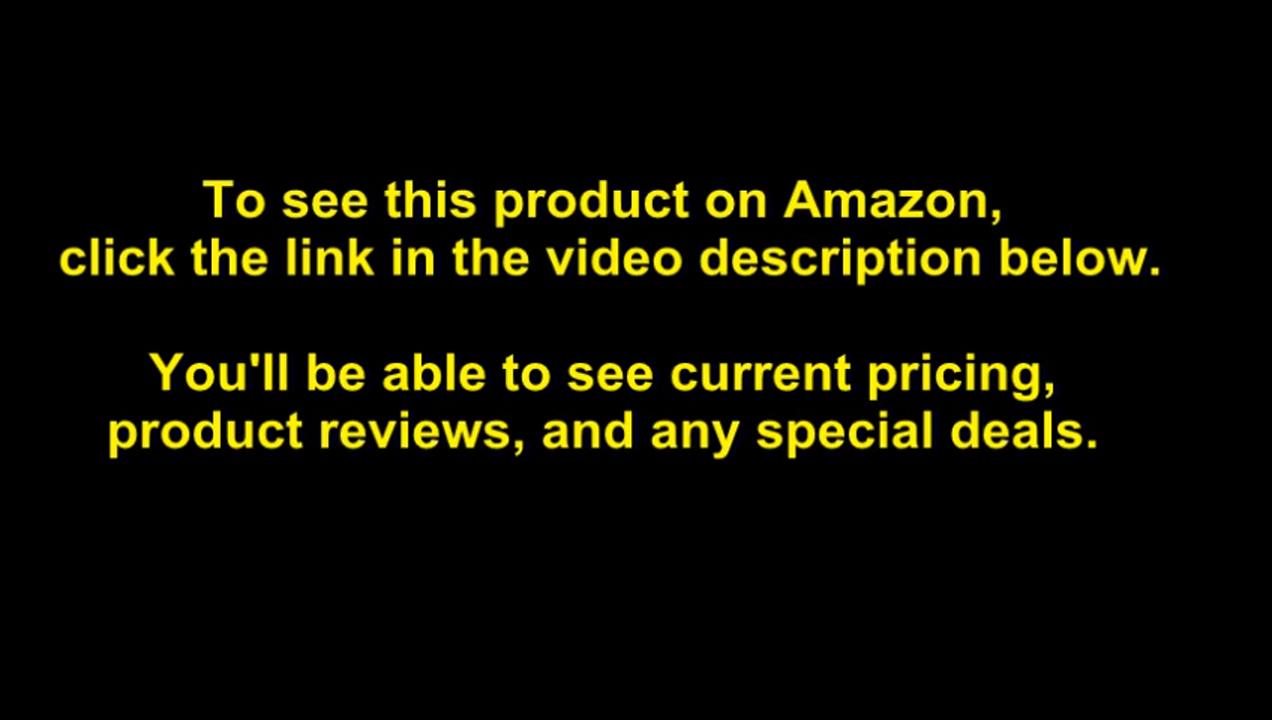 To see this product on Amazon,
click the link in the video description below.
You'll be able to see current pricing,
product reviews, and any special deals.